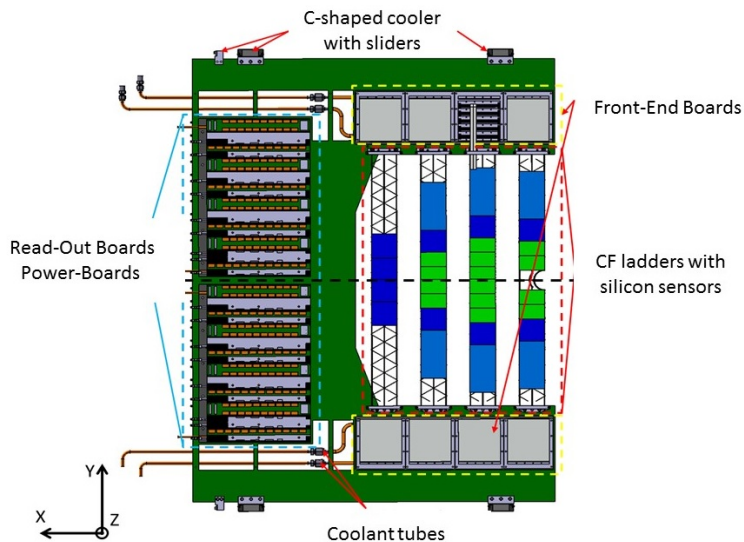 C-shaped cooler
with sliders
Front-End Boards
Read-Out Boards
Power-Boards
CF ladders with
silicon sensors
Y
X
Z
Coolant tubes